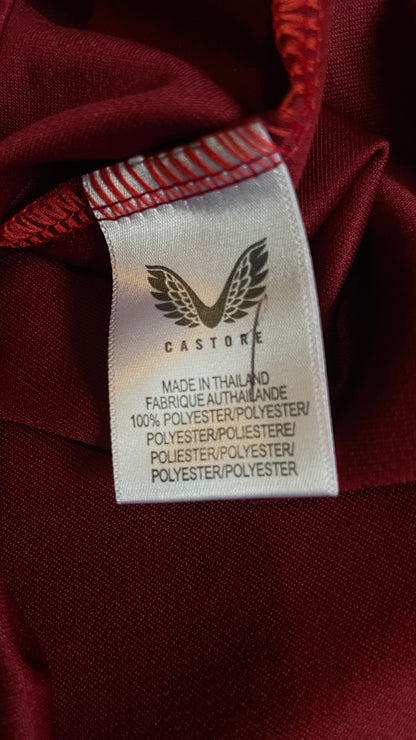 CASTORE
MADE IN THAILAND
FABRIQUE AUTHAILANDE
100% POLYESTER/POLYESTER/
POLYESTER/POLIESTERE/
POLIESTER/POLYESTER/
POLYESTER/POLYESTER